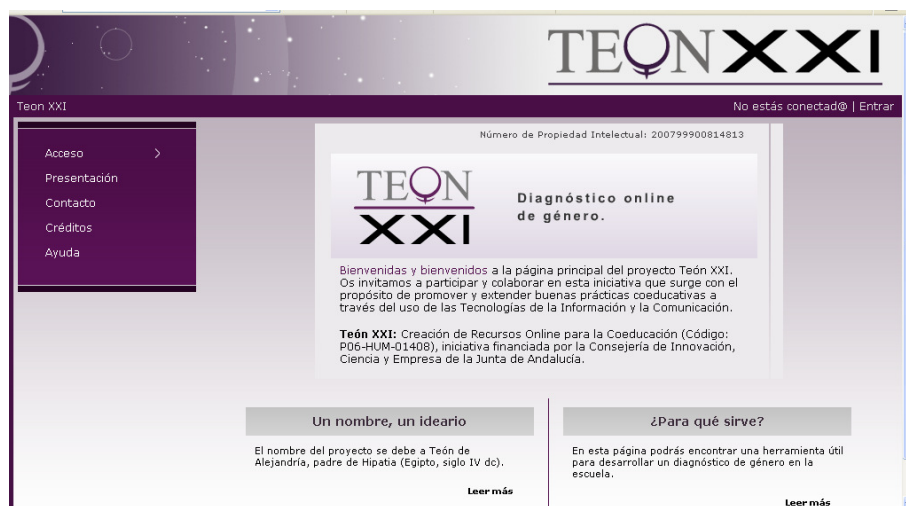 TEON XXI
Teon XXI
No estás conectad@ | Entrar
Acceso >
Presentación
Contacto
Créditos
Ayuda
Número de Propiedad Intelectual: 200799900814813
TEON
XXI
Diagnóstico online
de género.
Bienvenidas y bienvenidos a la página principal del proyecto Teón XXI.
Os invitamos a participar y colaborar en esta iniciativa que surge con el
propósito de promover y extender buenas prácticas coeducativas a
través del uso de las Tecnologías de la Información y la Comunicación.
Teón XXI: Creación de Recursos Online para la Coeducación (Código:
P06-HUM-01408), iniciativa financiada por la Consejería de Innovación,
Ciencia y Empresa de la Junta de Andalucía.
Un nombre, un ideario
El nombre del proyecto se debe a Teón de
Alejandría, padre de Hipatia (Egipto, siglo IV dc).
Leer más
¿Para qué sirve?
En esta página podrás encontrar una herramienta útil
para desarrollar un diagnóstico de género en la
escuela.
Leer más